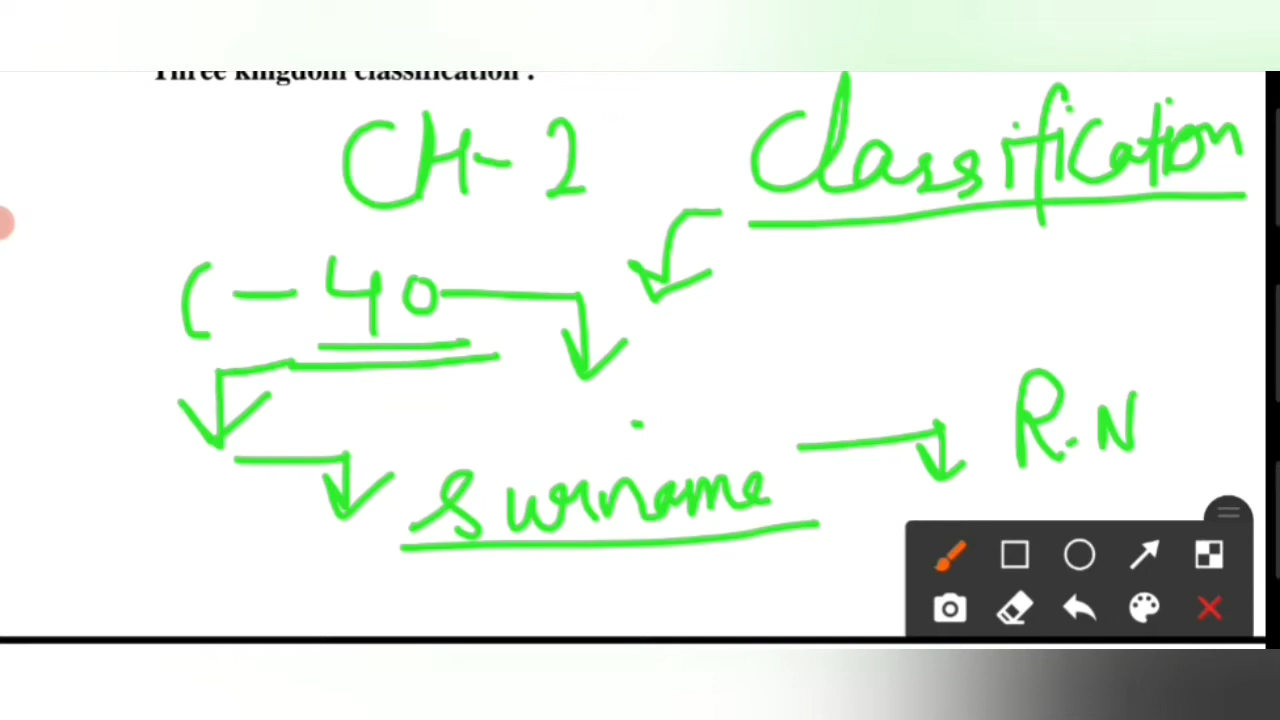 Three kingdom classification :
CH-2
Classification
C - 40
R.N
Surname